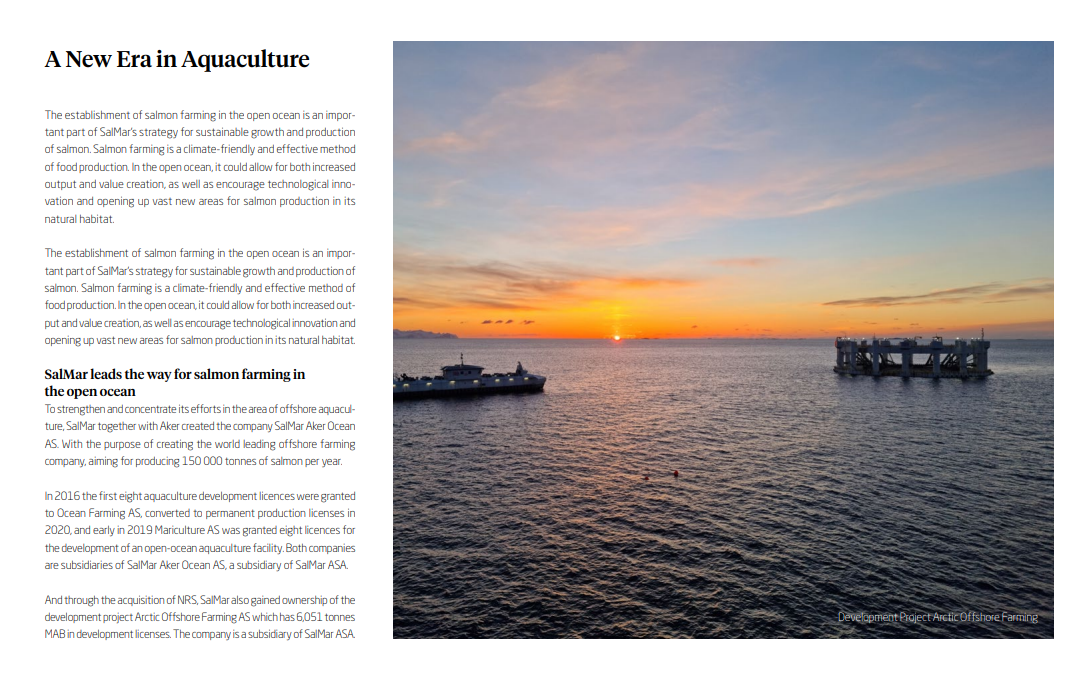 A New Era in Aquaculture
The establishment of salmon farming in the open ocean is an impor-
tant part of SalMar's strategy for sustainable growth and production
of salmon. Salmon farming is a climate-friendly and effective method
of food production. In the open ocean, it could allow for both increased
output and value creation, as well as encourage technological inno-
vation and opening up vast new areas for salmon production in its
natural habitat.
The establishment of salmon farming in the open ocean is an impor-
tant part of SalMar's strategy for sustainable growth and production of
salmon. Salmon farming is a climate-friendly and effective method of
food production. In the open ocean, it could allow for both increased out-
put and value creation, as well as encourage technological innovation and
opening up vast new areas for salmon production in its natural habitat.
SalMar leads the way for salmon farming in
the open ocean
To strengthen and concentrate its efforts in the area of offshore aquacul-
ture, SalMar together with Aker created the company SalMar Aker Ocean
AS. With the purpose of creating the world leading offshore farming
company, aiming for producing 150 000 tonnes of salmon per year.
In 2016 the first eight aquaculture development licences were granted
to Ocean Farming AS, converted to permanent production licenses in
2020, and early in 2019 Mariculture AS was granted eight licences for
the development of an open-ocean aquaculture facility. Both companies
are subsidiaries of SalMar Aker Ocean AS, a subsidiary of SalMar ASA.
And through the acquisition of NRS, SalMar also gained ownership of the
development project Arctic Offshore Farming AS which has 6,051 tonnes
MAB in development licenses. The company is a subsidiary of SalMar ASA.
Development Project Arctic Offshore Farming